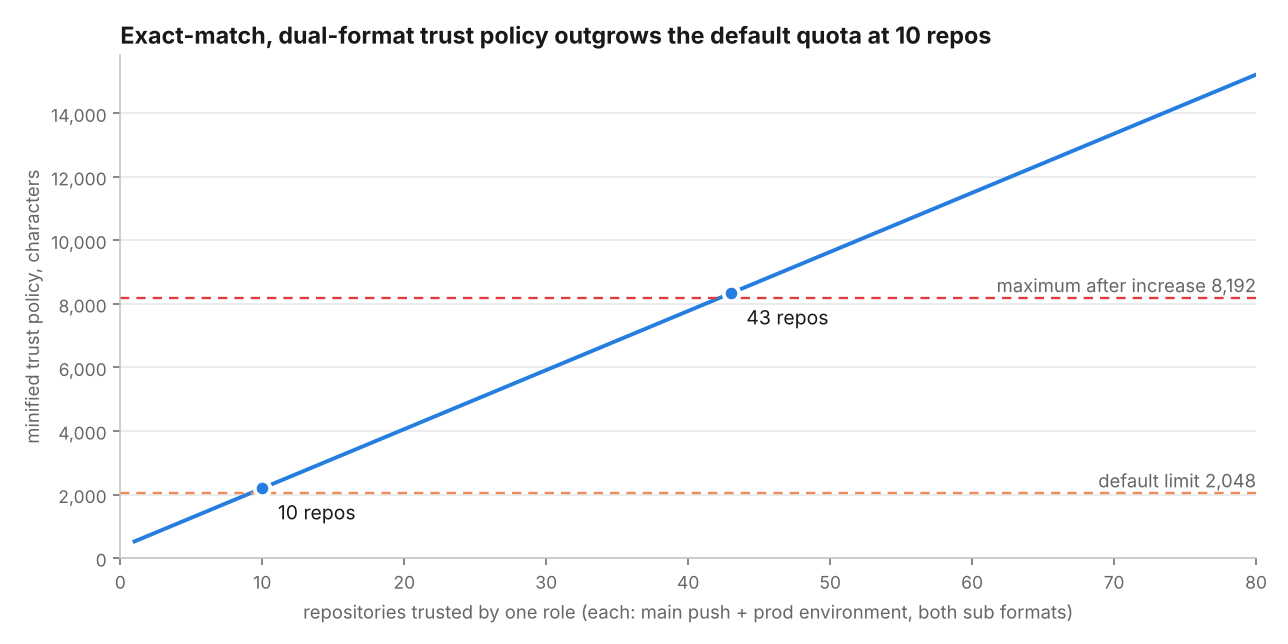 Exact-match, dual-format trust policy outgrows the default quota at 10 repos
minified trust policy, characters
14,000
12,000
10,000
8,000
6,000
4,000
2,000
0
maximum after increase 8,192
43 repos
default limit 2,048
10 repos
0 10 20 30 40 50 60 70 80
repositories trusted by one role (each: main push + prod environment, both sub formats)